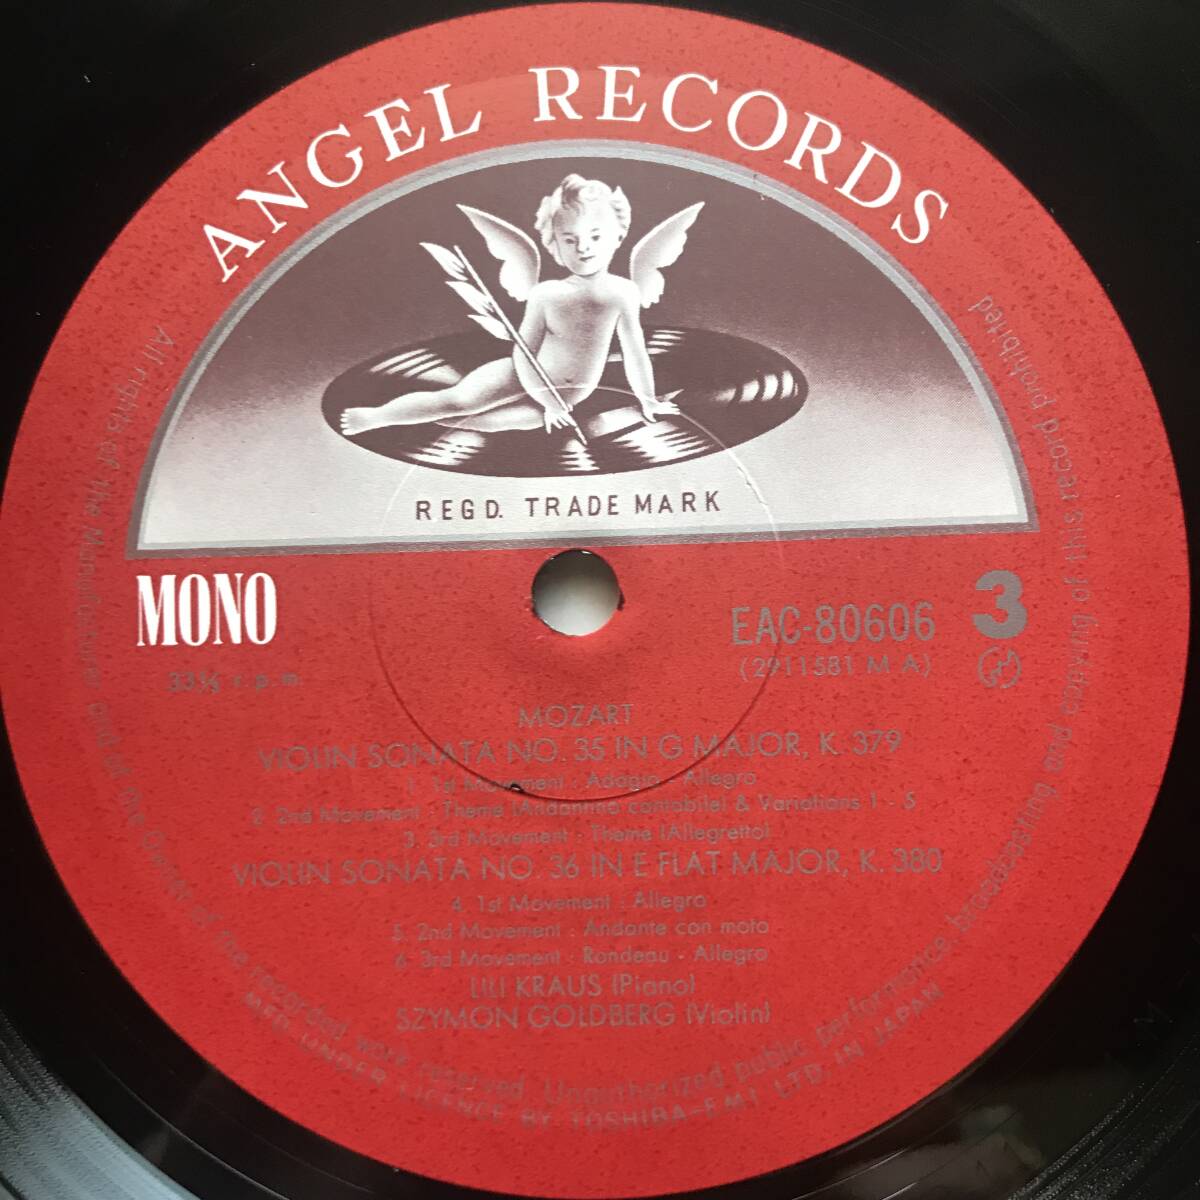 ANGEL RECORDS
REGD. TRADE MARK
MONO
33⅓ r.p.m.
EAC-80606
(2911581 M A)
3
MOZART
VIOLIN SONATA NO. 35 IN G MAJOR, K. 379
1. 1st Movement : Adagio - Allegro
2. 2nd Movement : Theme (Andantino cantabile) & Variations 1 - 5
3. 3rd Movement : Theme (Allegretto)
VIOLIN SONATA NO. 36 IN E FLAT MAJOR, K. 380
4. 1st Movement : Allegro
5. 2nd Movement : Andante con moto
6. 3rd Movement : Rondeau - Allegro
LILI KRAUS (Piano)
SZYMON GOLDBERG (Violin)
All rights of the Manufacturer and of the Owner of the recorded work reserved. Unauthorized public performance, broadcasting and copying of this record prohibited
MFD UNDER LICENCE BY TOSHIBA-EMI LTD. IN JAPAN